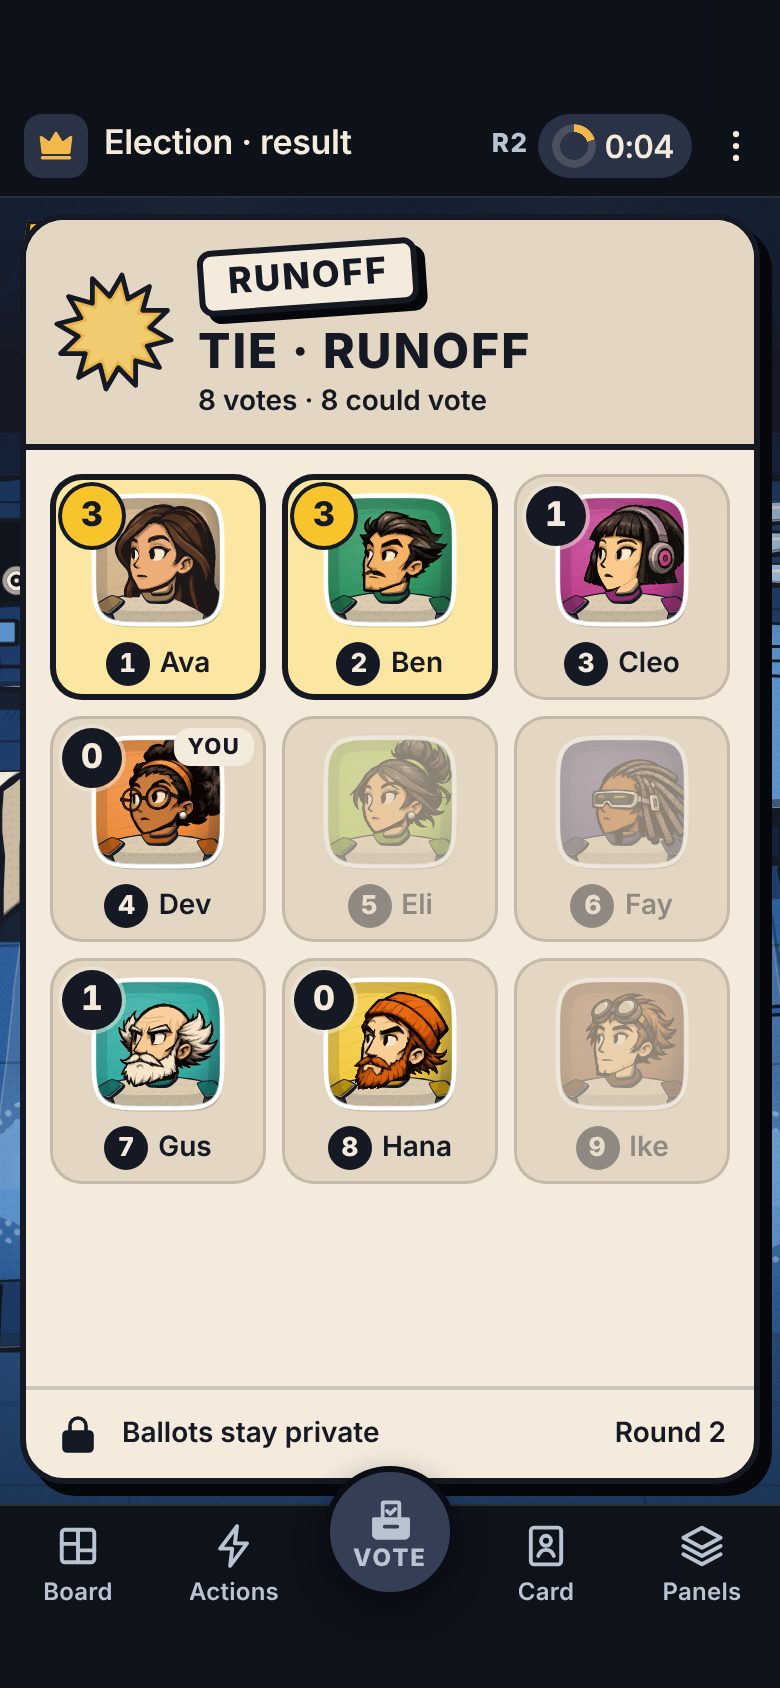 Election · result
R2 0:04
RUNOFF
TIE · RUNOFF
8 votes · 8 could vote
3 3 1
1 Ava 2 Ben 3 Cleo
0 YOU
4 Dev 5 Eli 6 Fay
1 0
7 Gus 8 Hana 9 Ike
Ballots stay private Round 2
VOTE
Board Actions Card Panels